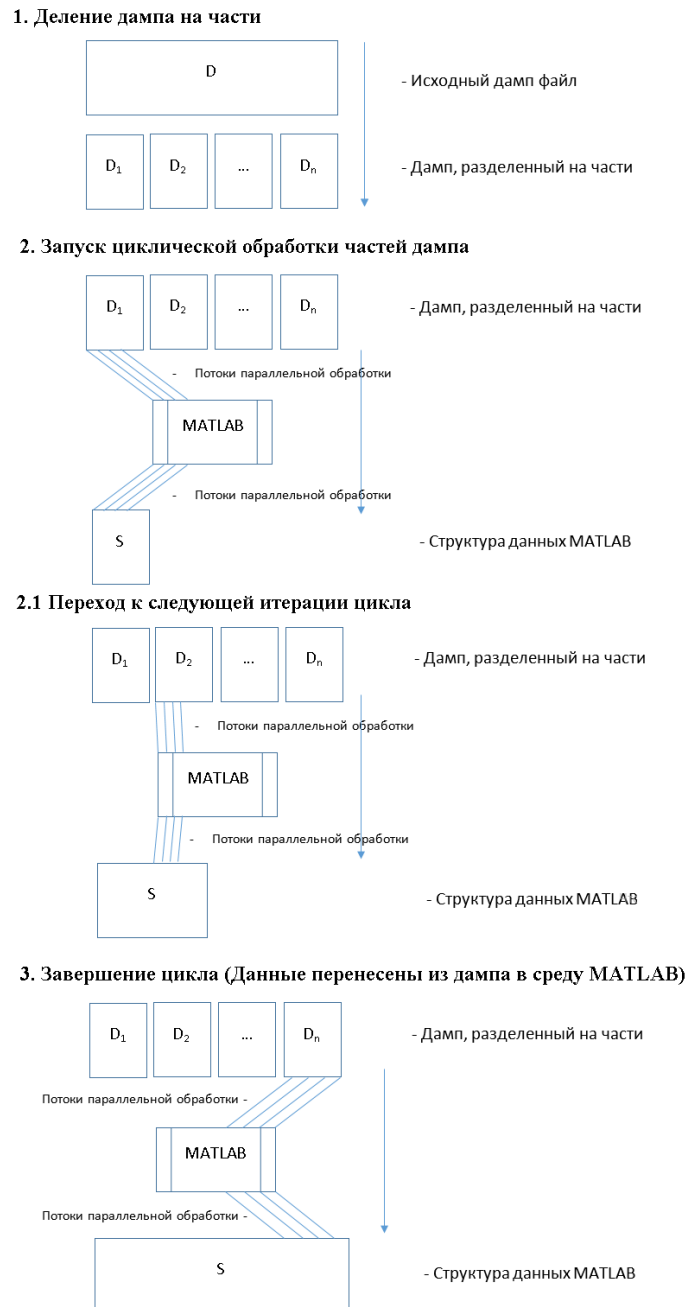 1. Деление дампа на части
D
- Исходный дамп файл
D₁ D₂ ... Dₙ
- Дамп, разделенный на части
2. Запуск циклической обработки частей дампа
D₁ D₂ ... Dₙ
- Дамп, разделенный на части
- Потоки параллельной обработки
MATLAB
- Потоки параллельной обработки
S
- Структура данных MATLAB
2.1 Переход к следующей итерации цикла
D₁ D₂ ... Dₙ
- Дамп, разделенный на части
- Потоки параллельной обработки
MATLAB
- Потоки параллельной обработки
S
- Структура данных MATLAB
3. Завершение цикла (Данные перенесены из дампа в среду MATLAB)
D₁ D₂ ... Dₙ
- Дамп, разделенный на части
Потоки параллельной обработки -
MATLAB
Потоки параллельной обработки -
S
- Структура данных MATLAB